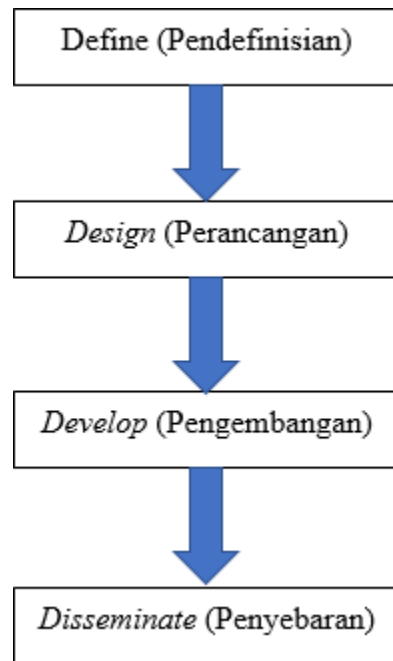 Define (Pendefinisian)
Design (Perancangan)
Develop (Pengembangan)
Disseminate (Penyebaran)